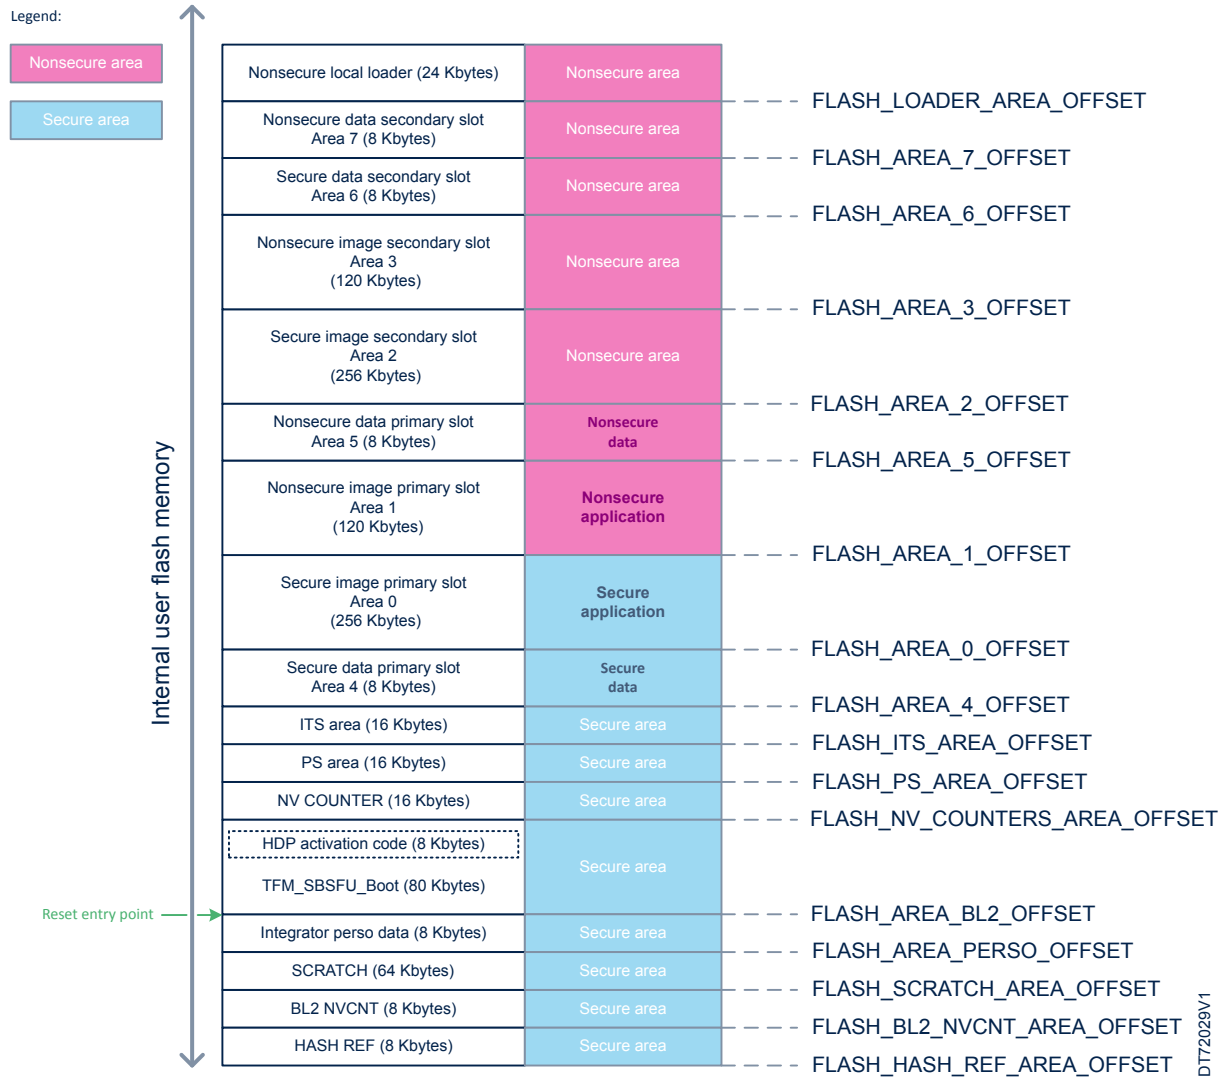 Legend:
Nonsecure area
Secure area
Internal user flash memory
Nonsecure local loader (24 Kbytes)
Nonsecure area
FLASH_LOADER_AREA_OFFSET
Nonsecure data secondary slot
Area 7 (8 Kbytes)
Nonsecure area
FLASH_AREA_7_OFFSET
Secure data secondary slot
Area 6 (8 Kbytes)
Nonsecure area
FLASH_AREA_6_OFFSET
Nonsecure image secondary slot
Area 3
(120 Kbytes)
Nonsecure area
FLASH_AREA_3_OFFSET
Secure image secondary slot
Area 2
(256 Kbytes)
Nonsecure area
FLASH_AREA_2_OFFSET
Nonsecure data primary slot
Area 5 (8 Kbytes)
Nonsecure
data
FLASH_AREA_5_OFFSET
Nonsecure image primary slot
Area 1
(120 Kbytes)
Nonsecure
application
FLASH_AREA_1_OFFSET
Secure image primary slot
Area 0
(256 Kbytes)
Secure
application
FLASH_AREA_0_OFFSET
Secure data primary slot
Area 4 (8 Kbytes)
Secure
data
FLASH_AREA_4_OFFSET
ITS area (16 Kbytes)
Secure area
FLASH_ITS_AREA_OFFSET
PS area (16 Kbytes)
Secure area
FLASH_PS_AREA_OFFSET
NV COUNTER (16 Kbytes)
Secure area
FLASH_NV_COUNTERS_AREA_OFFSET
HDP activation code (8 Kbytes)
TFM_SBSFU_Boot (80 Kbytes)
Secure area
Reset entry point
FLASH_AREA_BL2_OFFSET
Integrator perso data (8 Kbytes)
Secure area
FLASH_AREA_PERSO_OFFSET
SCRATCH (64 Kbytes)
Secure area
FLASH_SCRATCH_AREA_OFFSET
BL2 NVCNT (8 Kbytes)
Secure area
FLASH_BL2_NVCNT_AREA_OFFSET
HASH REF (8 Kbytes)
Secure area
FLASH_HASH_REF_AREA_OFFSET
DT72029V1